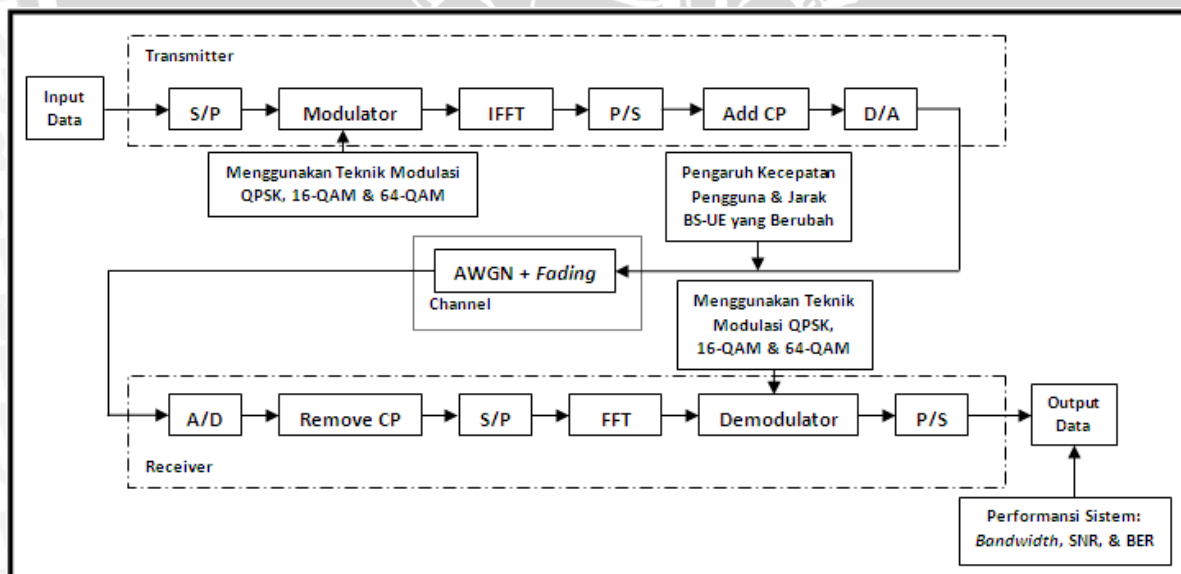 Transmitter
Input
Data
S/P
Modulator
IFFT
P/S
Add CP
D/A
Menggunakan Teknik Modulasi
QPSK, 16-QAM & 64-QAM
Pengaruh Kecepatan
Pengguna & Jarak
BS-UE yang Berubah
AWGN + Fading
Channel
Menggunakan Teknik
Modulasi QPSK,
16-QAM & 64-QAM
A/D
Remove CP
S/P
FFT
Demodulator
P/S
Output
Data
Receiver
Performansi Sistem:
Bandwidth, SNR, & BER